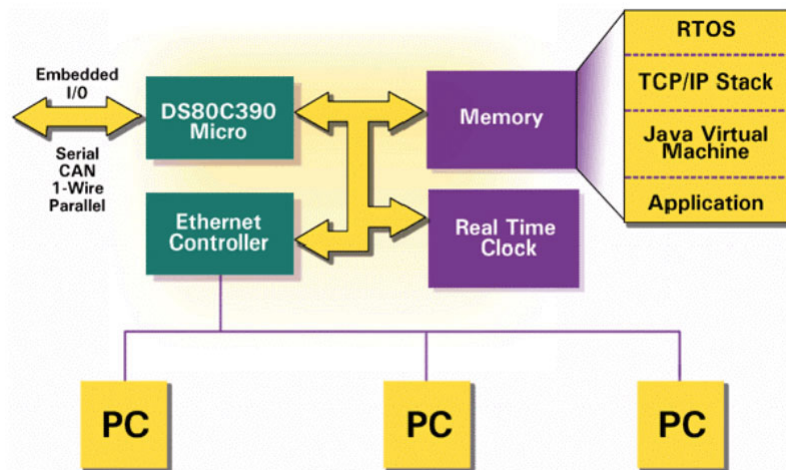 Embedded
I/O
Serial
CAN
1-Wire
Parallel
DS80C390
Micro
Ethernet
Controller
Memory
Real Time
Clock
RTOS
TCP/IP Stack
Java Virtual
Machine
Application
PC
PC
PC